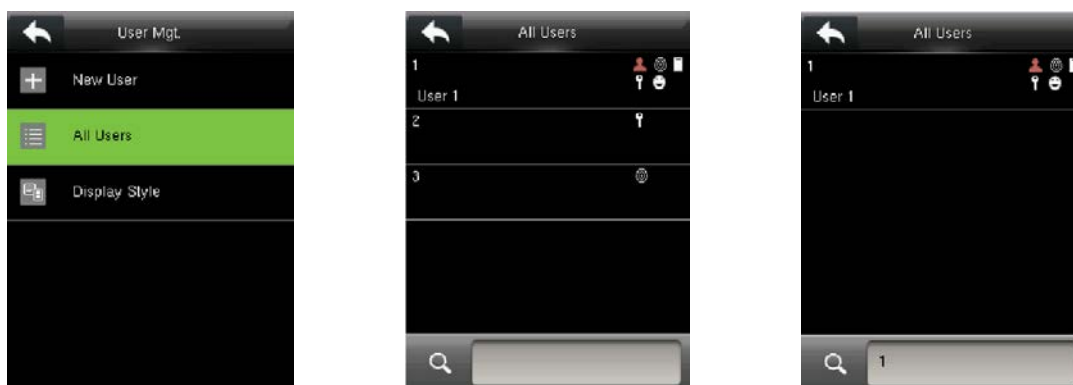 User Mgt.
New User
All Users
Display Style
All Users
1
User 1
2
3
All Users
1
User 1
1